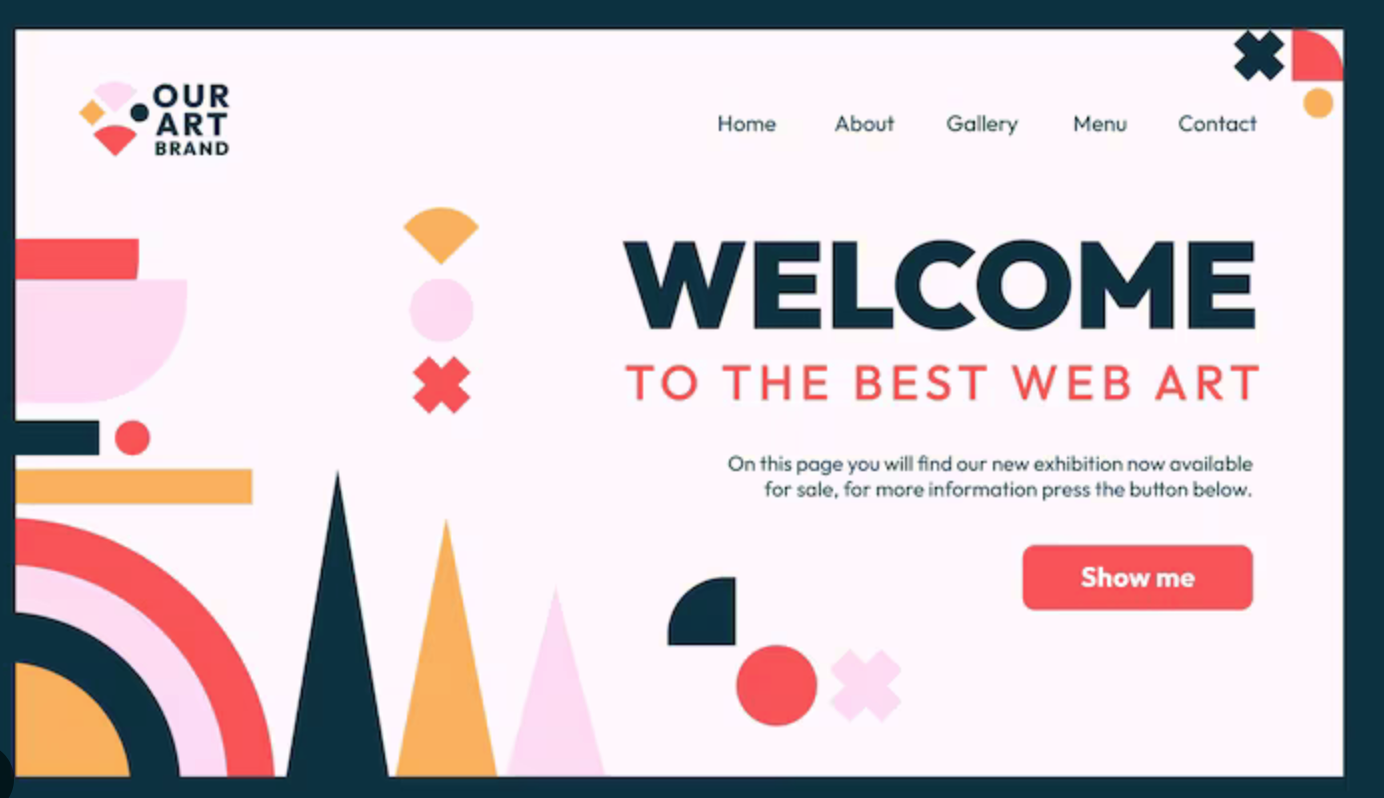 OUR
ART
BRAND
Home About Gallery Menu Contact
WELCOME
TO THE BEST WEB ART
On this page you will find our new exhibition now available
for sale, for more information press the button below.
Show me